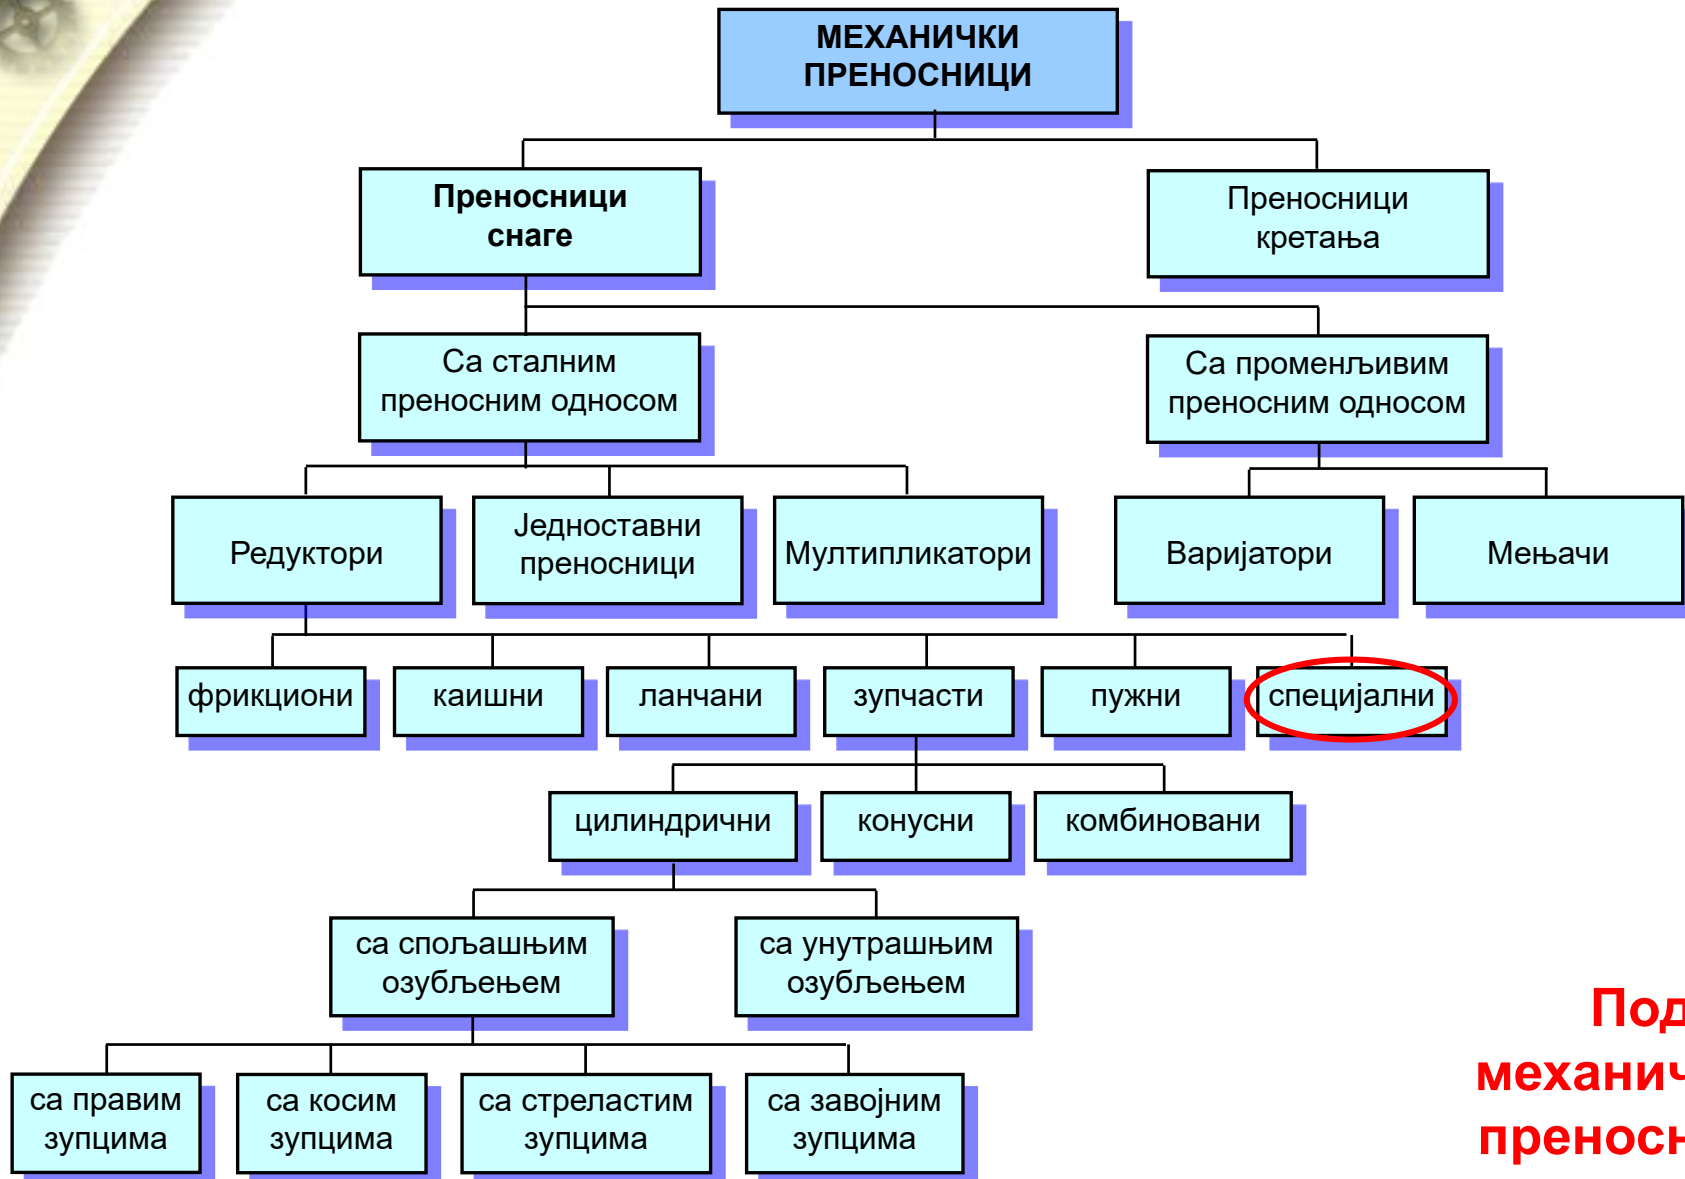 МЕХАНИЧКИ
ПРЕНОСНИЦИ
Преносници
снаге
Преносници
кретања
Са сталним
преносним односом
Са променљивим
преносним односом
Редуктори
Једноставни
преносници
Мултипликатори
Варијатори
Мењачи
фрикциони
каишни
ланчани
зупчасти
пужни
специјални
цилиндрични
конусни
комбиновани
са спољашњим
озубљењем
са унутрашњим
озубљењем
са правим
зупцима
са косим
зупцима
са стреластим
зупцима
са завојним
зупцима